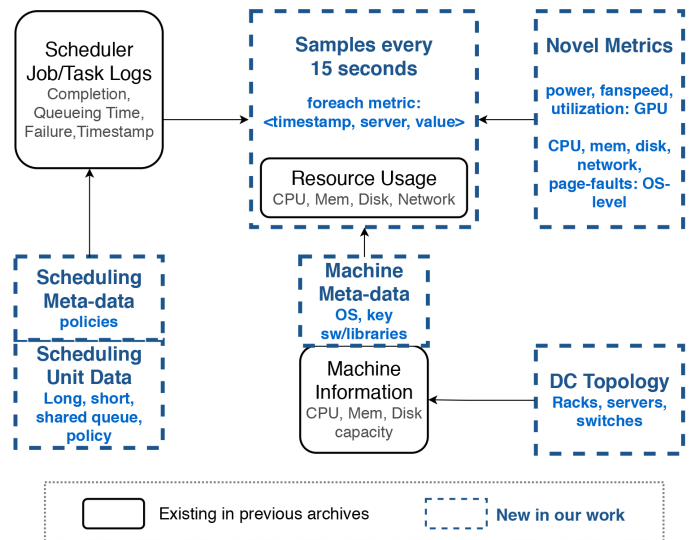 Scheduler
Job/Task Logs
Completion,
Queueing Time,
Failure,Timestamp
Samples every
15 seconds
foreach metric:
<timestamp, server, value>
Resource Usage
CPU, Mem, Disk, Network
Novel Metrics
power, fanspeed,
utilization: GPU
CPU, mem, disk,
network,
page-faults: OS-
level
Scheduling
Meta-data
policies
Scheduling
Unit Data
Long, short,
shared queue,
policy
Machine
Meta-data
OS, key
sw/libraries
Machine
Information
CPU, Mem, Disk
capacity
DC Topology
Racks, servers,
switches
Existing in previous archives
New in our work